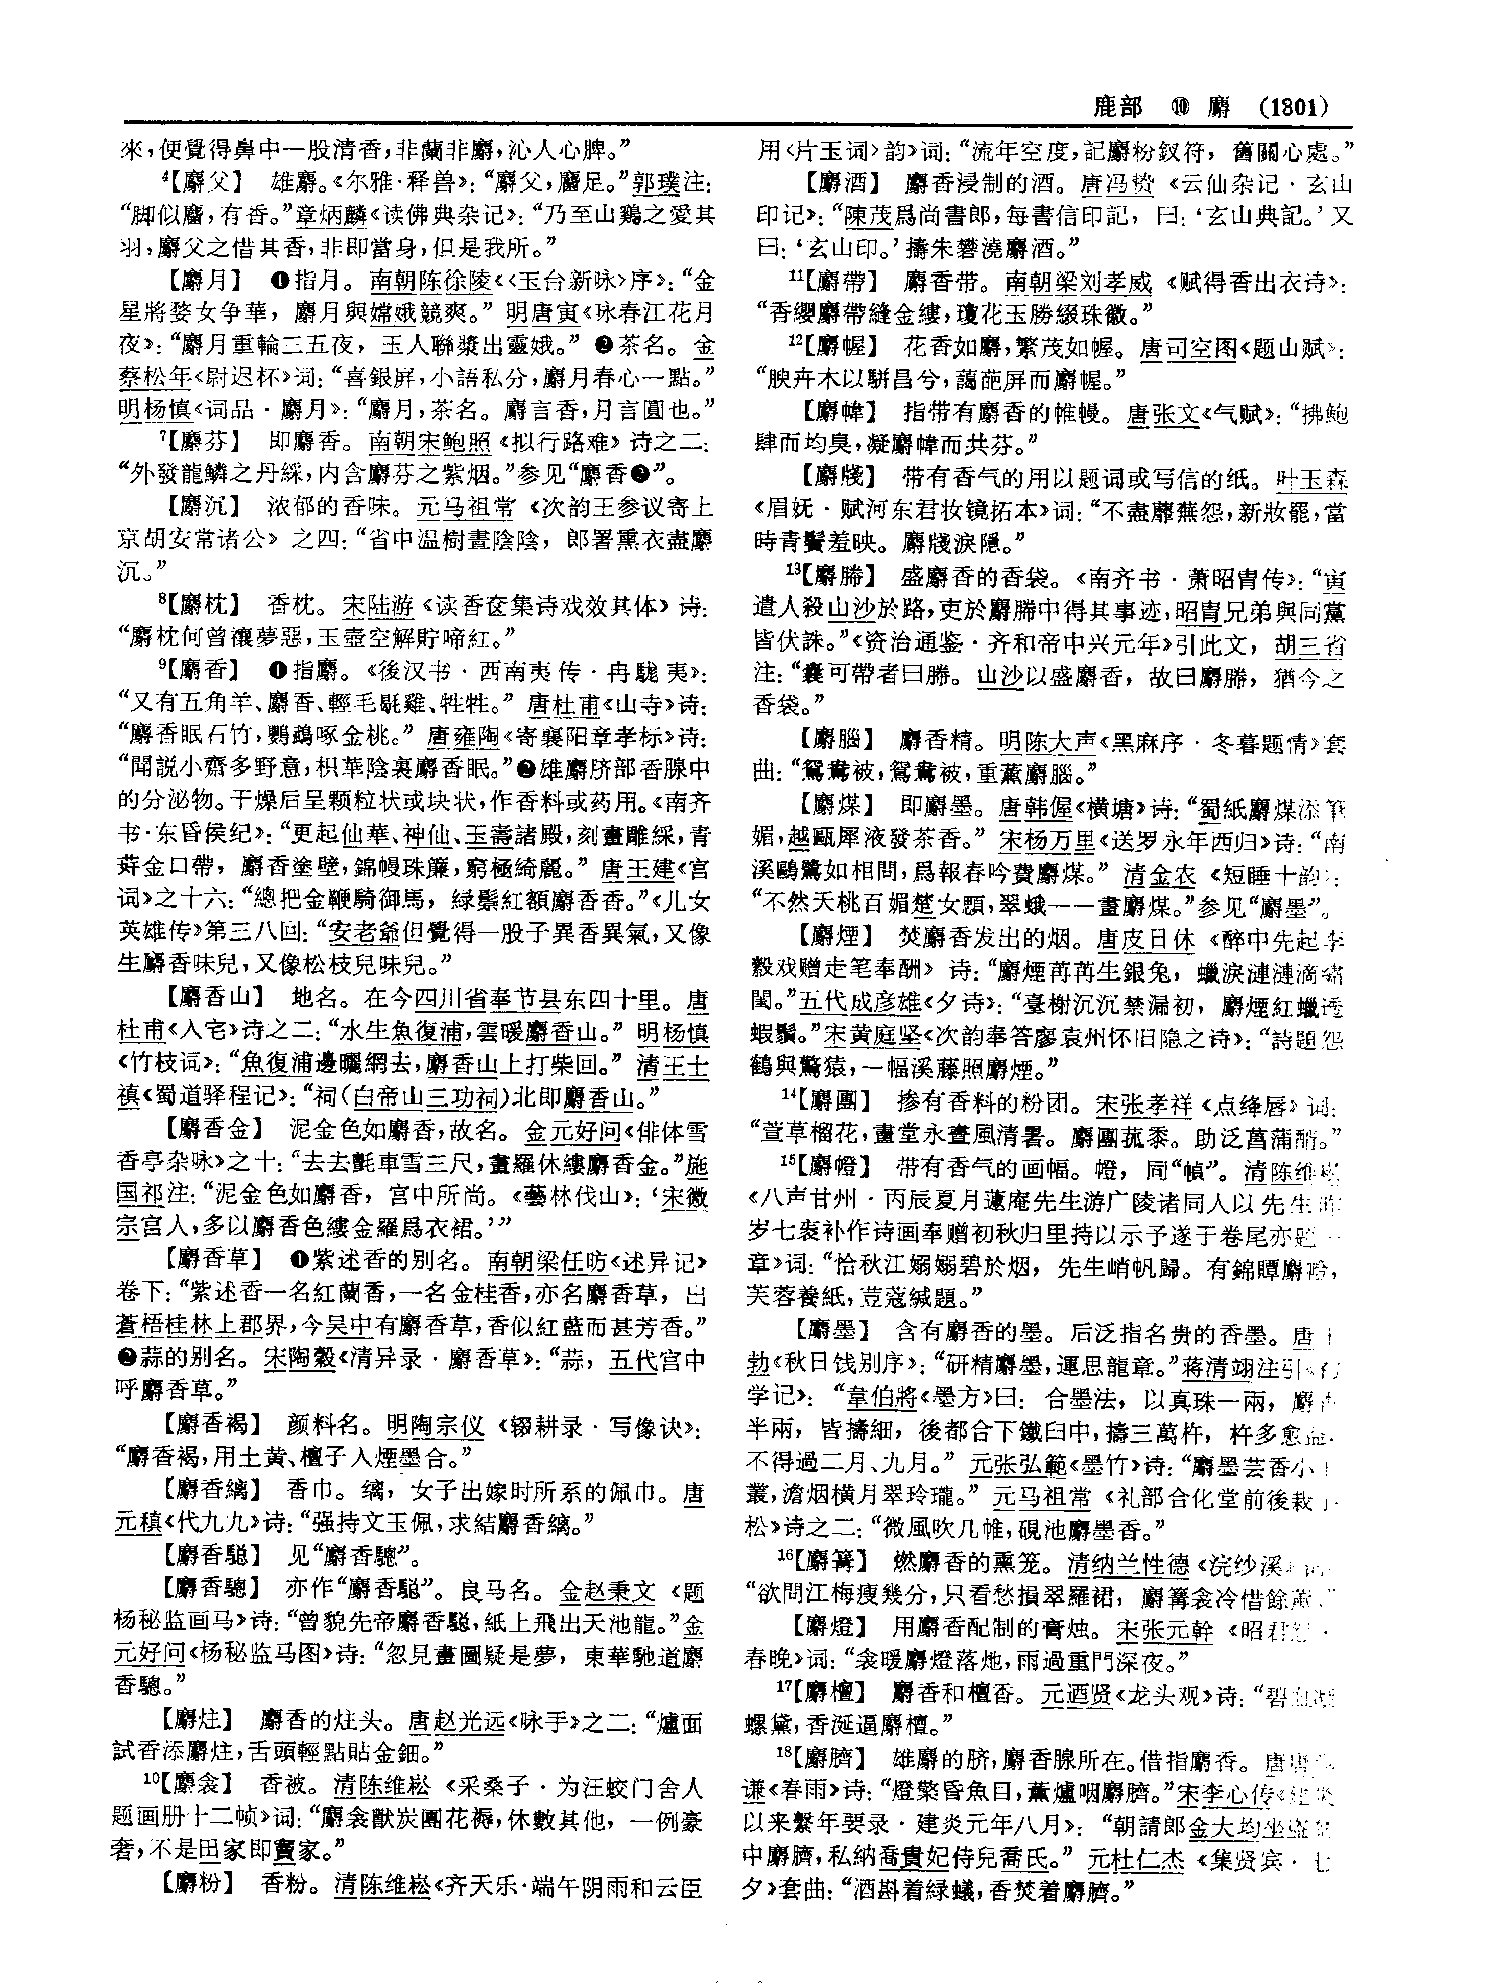 鹿部 ⑩ 麝 (1301)
來，便覺得鼻中一股清香，非蘭非麝，沁人心脾。”
⁴【麝父】 雄麝。《尔雅·释兽》：“麝父，麕足。”郭璞注：
“脚似麕，有香。”章炳麟《读佛典杂记》：“乃至山鷄之愛其
羽，麝父之惜其香，非即當身，但是我所。”
【麝月】 ❶指月。南朝陈徐陵《〈玉台新咏〉序》：“金
星將婺女争華，麝月與嫦娥競爽。”明唐寅《咏春江花月
夜》：“麝月重輪三五夜，玉人聯槳出靈娥。”❷茶名。金
蔡松年《尉迟杯》词：“喜銀屏，小語私分，麝月春心一點。”
明杨慎《词品·麝月》：“麝月，茶名。麝言香，月言圓也。”
⁷【麝芬】 即麝香。南朝宋鲍照《拟行路难》诗之二：
“外發龍鱗之丹綵，内含麝芬之紫烟。”参见“麝香❷”。
【麝沉】 浓郁的香味。元马祖常《次韵王参议寄上
京胡安常诸公》之四：“省中温樹晝陰陰，郎署熏衣盡麝
沉。”
⁸【麝枕】 香枕。宋陆游《读香奁集诗戏效其体》诗：
“麝枕何曾禳夢惡，玉壺空解貯啼紅。”
⁹【麝香】 ❶指麝。《後汉书·西南夷传·冉駹夷》：
“又有五角羊、麝香、輕毛毼雞、牲牲。”唐杜甫《山寺》诗：
“麝香眠石竹，鹦鵡啄金桃。”唐雍陶《寄襄阳章孝标》诗：
“聞説小齋多野意，枳華陰裏麝香眠。”❷雄麝脐部香腺中
的分泌物。干燥后呈颗粒状或块状，作香料或药用。《南齐
书·东昏侯纪》：“更起仙華、神仙、玉壽諸殿，刻畫雕綵，青
䓑金口帶，麝香塗壁，錦幔珠簾，窮極綺麗。”唐王建《宫
词》之十六：“總把金鞭騎御馬，緑鬃紅額麝香香。”《儿女
英雄传》第三八回：“安老爺但覺得一股子異香異氣，又像
生麝香味兒，又像松枝兒味兒。”
【麝香山】 地名。在今四川省奉节县东四十里。唐
杜甫《入宅》诗之二：“水生魚復浦，雲暖麝香山。”明杨慎
《竹枝词》：“魚復浦邊曬網去，麝香山上打柴回。”清王士
禛《蜀道驿程记》：“祠（白帝山三功祠）北即麝香山。”
【麝香金】 泥金色如麝香，故名。金元好问《俳体雪
香亭杂咏》之十：“去去氈車雪三尺，畫羅休縷麝香金。”施
国祁注：“泥金色如麝香，宫中所尚。《藝林伐山》：‘宋徽
宗宫人，多以麝香色縷金羅爲衣裙。’”
【麝香草】 ❶紫述香的别名。南朝梁任昉《述异记》
卷下：“紫述香一名紅蘭香，一名金桂香，亦名麝香草，出
蒼梧桂林上郡界，今吴中有麝香草，香似紅藍而甚芳香。”
❷蒜的别名。宋陶穀《清异录·麝香草》：“蒜，五代宫中
呼麝香草。”
【麝香褐】 颜料名。明陶宗仪《辍耕录·写像诀》：
“麝香褐，用土黄、檀子入煙墨合。”
【麝香缡】 香巾。缡，女子出嫁时所系的佩巾。唐
元稹《代九九》诗：“强持文玉佩，求結麝香缡。”
【麝香騘】 见“麝香驄”。
【麝香驄】 亦作“麝香騘”。良马名。金赵秉文《题
杨秘监画马》诗：“曾貌先帝麝香騘，紙上飛出天池龍。”金
元好问《杨秘监马图》诗：“忽見畫圖疑是夢，東華馳道麝
香驄。”
【麝炷】 麝香的炷头。唐赵光远《咏手》之二：“爐面
試香添麝炷，舌頭輕點貼金鈿。”
¹⁰【麝衾】 香被。清陈维崧《采桑子·为汪蛟门舍人
题画册十二帧》词：“麝衾獸炭團花褥，休數其他，一例豪
奢，不是田家即竇家。”
【麝粉】 香粉。清陈维崧《齐天乐·端午阴雨和云臣
用〈片玉词〉韵》词：“流年空度，記麝粉釵符，舊關心處。”
【麝酒】 麝香浸制的酒。唐冯贽《云仙杂记·玄山
印记》：“陳茂爲尚書郎，每書信印記，曰：‘玄山典記。’又
曰：‘玄山印。’擣朱礬澆麝酒。”
¹¹【麝帶】 麝香带。南朝梁刘孝威《赋得香出衣诗》：
“香纓麝帶縫金縷，瓊花玉勝綴珠徽。”
¹²【麝幄】 花香如麝，繁茂如幄。唐司空图《题山赋》：
“腴卉木以駢昌兮，藹葩屏而麝幄。”
【麝幃】 指带有麝香的帷幔。唐张文《气赋》：“拂鲍
肆而均臭，凝麝幃而共芬。”
【麝牋】 带有香气的用以题词或写信的纸。叶玉森
《眉妩·赋河东君妆镜拓本》词：“不盡蘼蕪怨，新妝罷，當
時青鬢羞映。麝牋淚隱。”
¹³【麝幐】 盛麝香的香袋。《南齐书·萧昭胄传》：“寅
遣人殺山沙於路，吏於麝幐中得其事迹，昭胄兄弟與同黨
皆伏誅。”《资治通鉴·齐和帝中兴元年》引此文，胡三省
注：“囊可帶者曰幐。山沙以盛麝香，故曰麝幐，猶今之
香袋。”
【麝腦】 麝香精。明陈大声《黑麻序·冬暮题情》套
曲：“鴛鴦被，鴛鴦被，重薰麝腦。”
【麝煤】 即麝墨。唐韩偓《横塘》诗：“蜀紙麝煤添筆
媚，越甌犀液發茶香。”宋杨万里《送罗永年西归》诗：“南
溪鷗鷺如相問，爲報春吟費麝煤。”清金农《短睡十韵》：
“不然夭桃百媚楚女顋，翠蛾一一畫麝煤。”参见“麝墨”。
【麝煙】 焚麝香发出的烟。唐皮日休《醉中先起李
縠戏赠走笔奉酬》诗：“麝煙苒苒生銀兔，蠟淚漣漣滴繡
闈。”五代成彦雄《夕诗》：“臺榭沉沉禁漏初，麝煙紅蠟透
蝦鬚。”宋黄庭坚《次韵奉答廖袁州怀旧隐之诗》：“詩題怨
鶴與驚猿，一幅溪藤照麝煙。”
¹⁴【麝團】 掺有香料的粉团。宋张孝祥《点绛唇》词：
“萱草榴花，畫堂永晝風清暑。麝團菰黍。助泛菖蒲醑。”
¹⁵【麝㡧】 带有香气的画幅。㡧，同“幀”。清陈维崧
《八声甘州·丙辰夏月蘧庵先生游广陵诸同人以先生
岁七袠补作诗画奉赠初秋归里持以示予遂于卷尾亦题一
章》词：“恰秋江嫋嫋碧於烟，先生峭帆歸。有錦贉麝㡧，
芙蓉養紙，荳蔻緘題。”
【麝墨】 含有麝香的墨。后泛指名贵的香墨。唐王
勃《秋日饯别序》：“研精麝墨，運思龍章。”蒋清翊注引
学记》：“韋伯將《墨方》曰：合墨法，以真珠一兩，麝香
半兩，皆擣細，後都合下鐵臼中，擣三萬杵，杵多愈益，
不得過二月、九月。”元张弘範《墨竹》诗：“麝墨芸香小
叢，澹烟横月翠玲瓏。”元马祖常《礼部合化堂前後栽
松》诗之二：“微風吹几帷，硯池麝墨香。”
¹⁶【麝篝】 燃麝香的熏笼。清纳兰性德《浣纱溪》词：
“欲問江梅瘦幾分，只看愁損翠羅裙，麝篝衾冷惜餘薰。”
【麝燈】 用麝香配制的膏烛。宋张元幹《昭君怨·
春晚》词：“衾暖麝燈落灺，雨過重門深夜。”
¹⁷【麝檀】 麝香和檀香。元迺贤《龙头观》诗：“碧
螺黛，香涎逼麝檀。”
¹⁸【麝臍】 雄麝的脐，麝香腺所在。借指麝香。唐唐彦
谦《春雨》诗：“燈檠昏魚目，薰爐咽麝臍。”宋李心传《建炎
以来繫年要录·建炎元年八月》：“朝請郎金大均坐盗禁
中麝臍，私納喬貴妃侍兒喬氏。”元杜仁杰《集贤宾·七
夕》套曲：“酒斟着緑蟻，香焚着麝臍。”